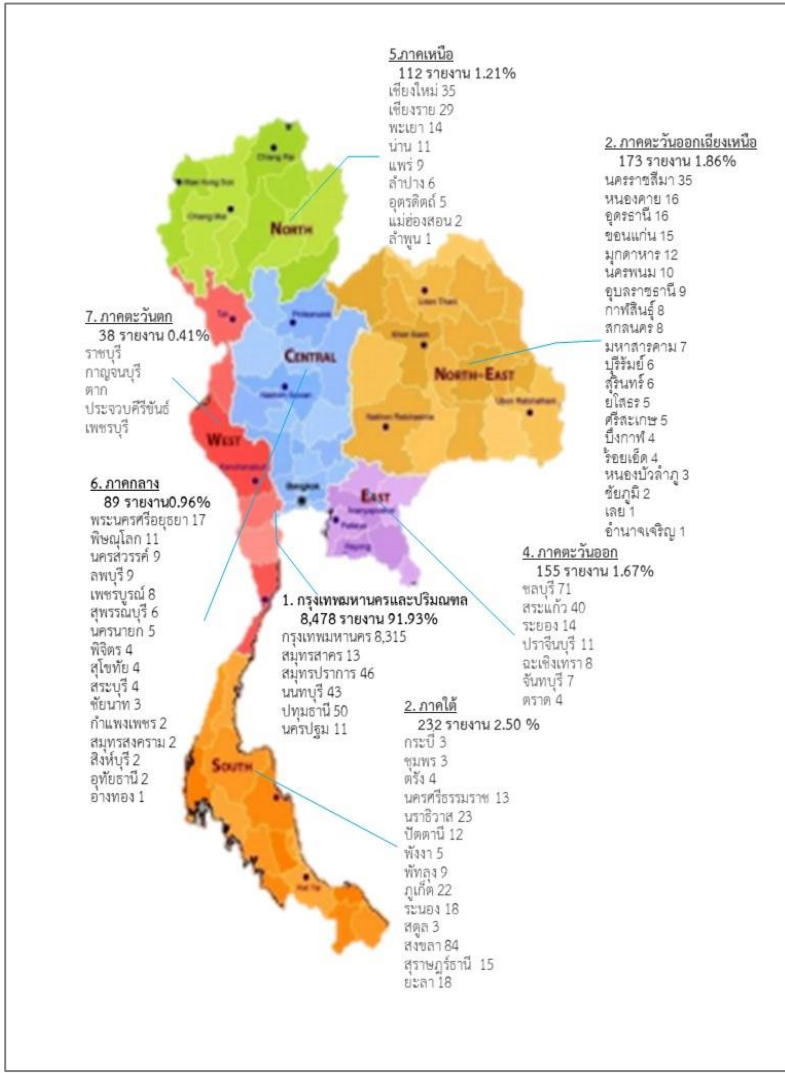 5.ภาคเหนือ
112 รายงาน 1.21%
เชียงใหม่ 35
เชียงราย 29
พะเยา 14
น่าน 11
แพร่ 9
ลำปาง 6
อุตรดิตถ์ 5
แม่ฮ่องสอน 2
ลำพูน 1
2. ภาคตะวันออกเฉียงเหนือ
173 รายงาน 1.86%
นครราชสีมา 35
หนองคาย 16
อุดรธานี 16
ขอนแก่น 15
มุกดาหาร 12
นครพนม 10
อุบลราชธานี 9
กาฬสินธุ์ 8
สกลนคร 8
มหาสารคาม 7
บุรีรัมย์ 6
สุรินทร์ 6
ยโสธร 5
ศรีสะเกษ 5
บึงกาฬ 4
ร้อยเอ็ด 4
หนองบัวลำภู 3
ชัยภูมิ 2
เลย 1
อำนาจเจริญ 1
7. ภาคตะวันตก
38 รายงาน 0.41%
ราชบุรี
กาญจนบุรี
ตาก
ประจวบคีรีขันธ์
เพชรบุรี
Chiang Rai
Mae Hong Son
Chiang Mai
NORTH
Tak
Phitsanulok
CENTRAL
Nakhon Sawan
Udon Thani
Khon Kaen
NORTH-EAST
Nakhon Ratchasima
Ubon Ratchathani
WEST
Kanchanaburi
Bangkok
EAST
Pattaya
Rayong
6. ภาคกลาง
89 รายงาน0.96%
พระนครศรีอยุธยา 17
พิษณุโลก 11
นครสวรรค์ 9
ลพบุรี 9
เพชรบูรณ์ 8
สุพรรณบุรี 6
นครนายก 5
พิจิตร 4
สุโขทัย 4
สระบุรี 4
ชัยนาท 3
กำแพงเพชร 2
สมุทรสงคราม 2
สิงห์บุรี 2
อุทัยธานี 2
อ่างทอง 1
1. กรุงเทพมหานครและปริมณฑล
8,478 รายงาน 91.93%
กรุงเทพมหานคร 8,315
สมุทรสาคร 13
สมุทรปราการ 46
นนทบุรี 43
ปทุมธานี 50
นครปฐม 11
4. ภาคตะวันออก
155 รายงาน 1.67%
ชลบุรี 71
สระแก้ว 40
ระยอง 14
ปราจีนบุรี 11
ฉะเชิงเทรา 8
จันทบุรี 7
ตราด 4
2. ภาคใต้
232 รายงาน 2.50 %
กระบี่ 3
ชุมพร 3
ตรัง 4
นครศรีธรรมราช 13
นราธิวาส 23
ปัตตานี 12
พังงา 5
พัทลุง 9
ภูเก็ต 22
ระนอง 18
สตูล 3
สงขลา 84
สุราษฎร์ธานี 15
ยะลา 18
SOUTH
Hat Yai